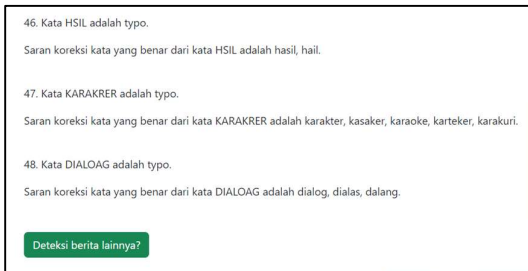 46. Kata HSIL adalah typo.
Saran koreksi kata yang benar dari kata HSIL adalah hasil, hail.
47. Kata KARAKRER adalah typo.
Saran koreksi kata yang benar dari kata KARAKRER adalah karakter, kasaker, karaoke, karteker, karakuri.
48. Kata DIALOAG adalah typo.
Saran koreksi kata yang benar dari kata DIALOAG adalah dialog, dialas, dalang.
Deteksi berita lainnya?